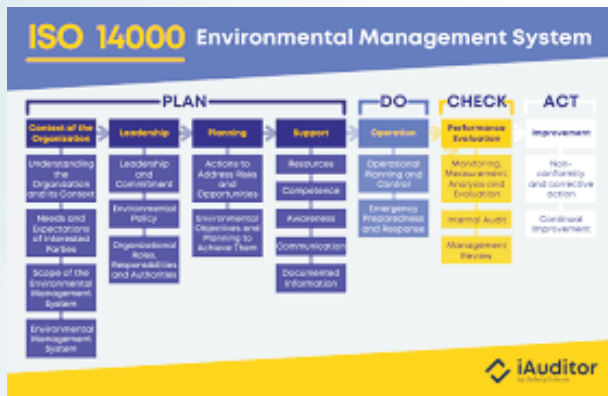 ISO 14000 Environmental Management System
PLAN
DO
CHECK
ACT
Context of the
Organisation
Leadership
Planning
Support
Operation
Performance
Evaluation
Improvement
Understanding
the
Organisation
and its Context
Needs and
Expectations
of Interested
Parties
Scope of the
Environmental
Management
System
Environmental
Management
System
Leadership
and
Commitment
Environmental
Policy
Organizational
Roles,
Responsibilities
and Authorities
Actions to
Address Risks
and
Opportunities
Environmental
Objectives and
Planning to
Achieve Them
Resources
Competence
Awareness
Communication
Documented
Information
Operational
Planning and
Control
Emergency
Preparedness
and Response
Monitoring,
Measurement,
Analysis and
Evaluation
Internal Audit
Management
Review
Non-
conformity
and corrective
action
Continual
Improvement
iAuditor
by SafetyCulture